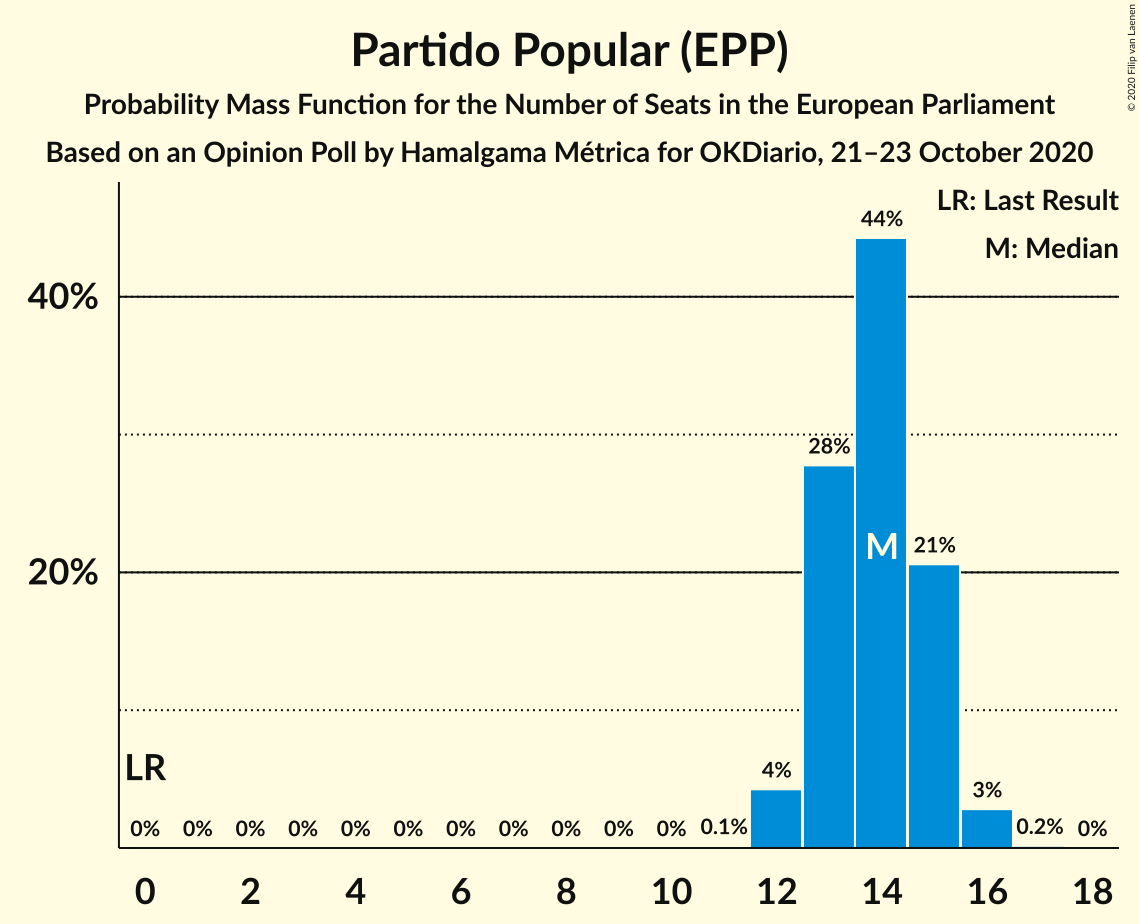 Partido Popular (EPP)
Probability Mass Function for the Number of Seats in the European Parliament
Based on an Opinion Poll by Hamalgama Métrica for OKDiario, 21–23 October 2020
© 2020 Filip van Laenen
LR: Last Result
M: Median
40%
20%
44%
28%
M
21%
LR
4%
3%
0% 0% 0% 0% 0% 0% 0% 0% 0% 0% 0% 0.1% 0.2% 0%
0 2 4 6 8 10 12 14 16 18